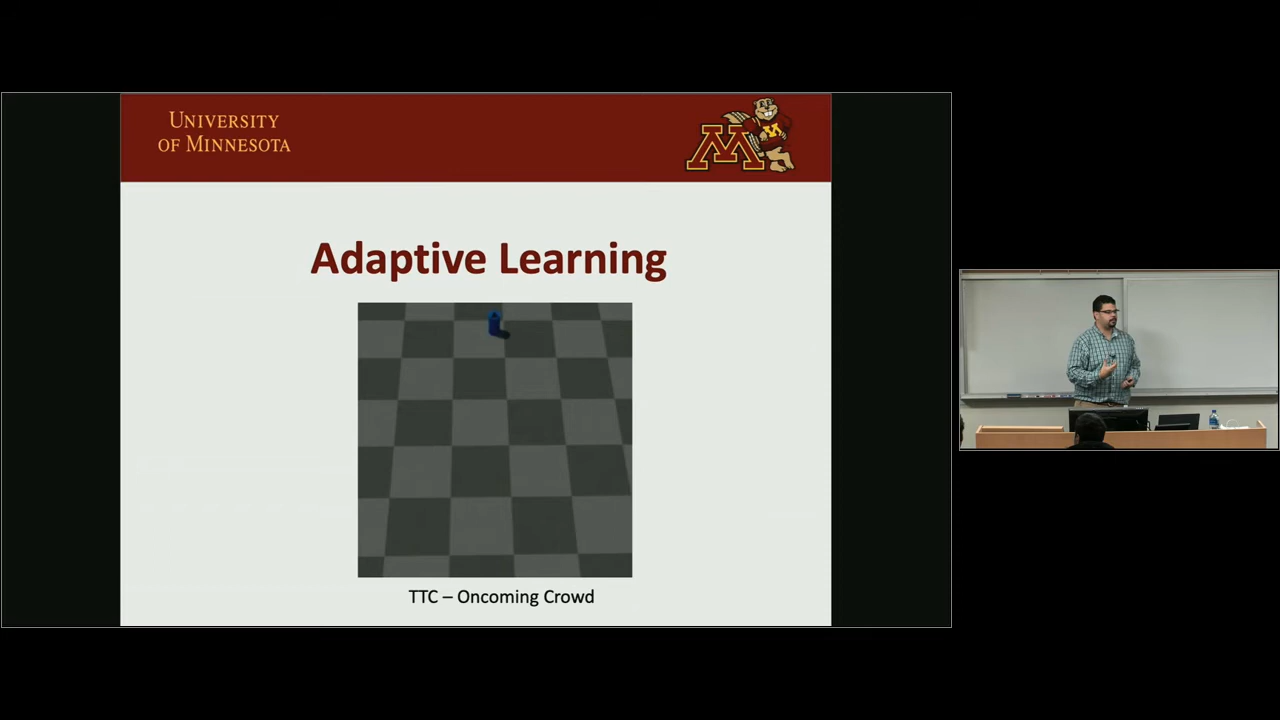 UNIVERSITY
OF MINNESOTA
M
Adaptive Learning
TTC – Oncoming Crowd